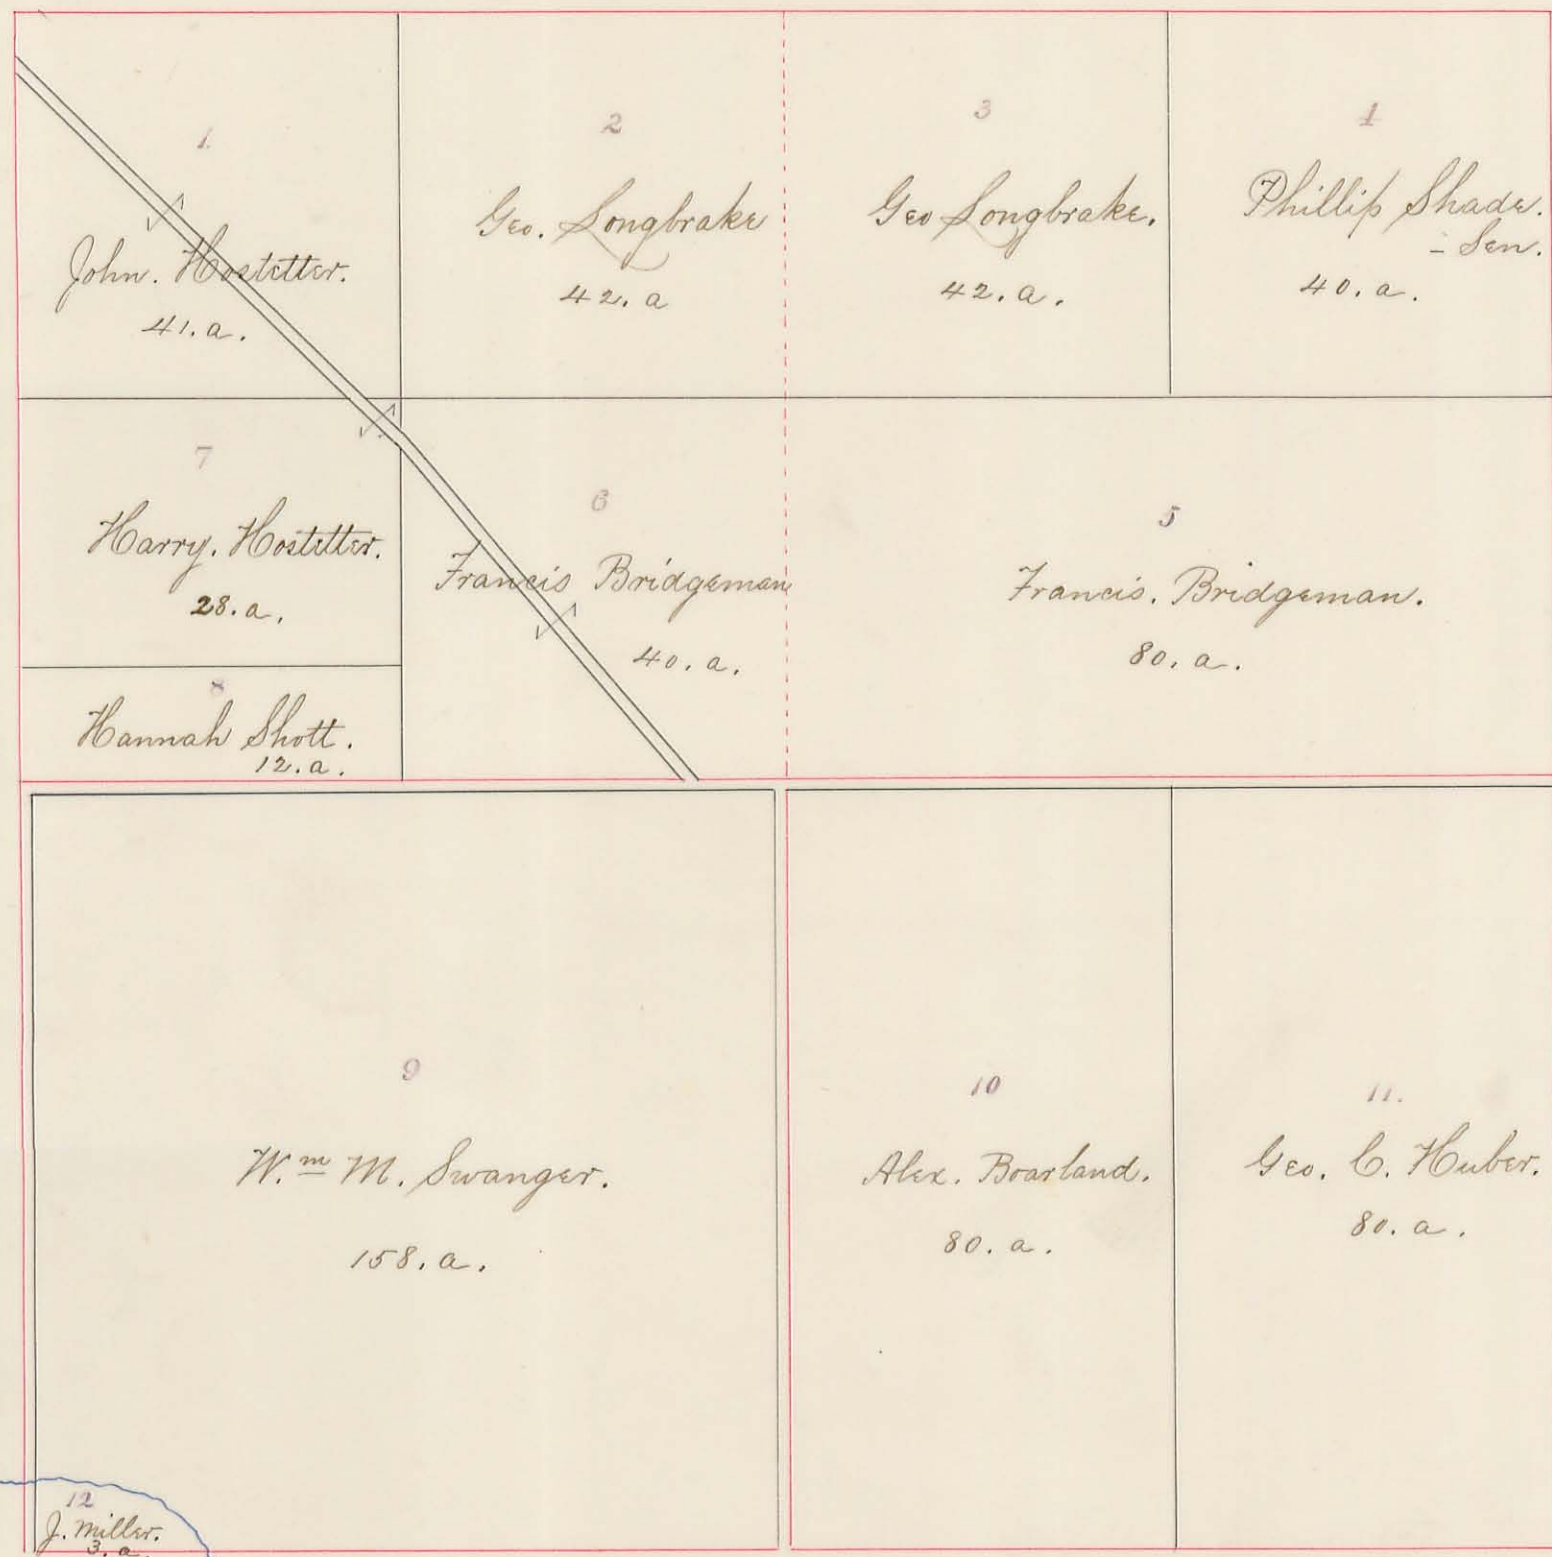 1.
John. Hostetter.
41. a.
2
Geo. Longbrake
42. a
3
Geo Longbrake.
42. a.
4
Phillip Shade.
- Sen.
40. a.
7
Harry. Hostetter.
28. a.
6
Francis Bridgeman
40. a.
5
Francis. Bridgeman.
80. a.
8
Hannah Shott.
12. a.
9
W.m M. Swanger.
158. a.
10
Alex. Boarland.
80. a.
11.
Geo. C. Huber.
80. a.
12
J. Miller.
3. a.